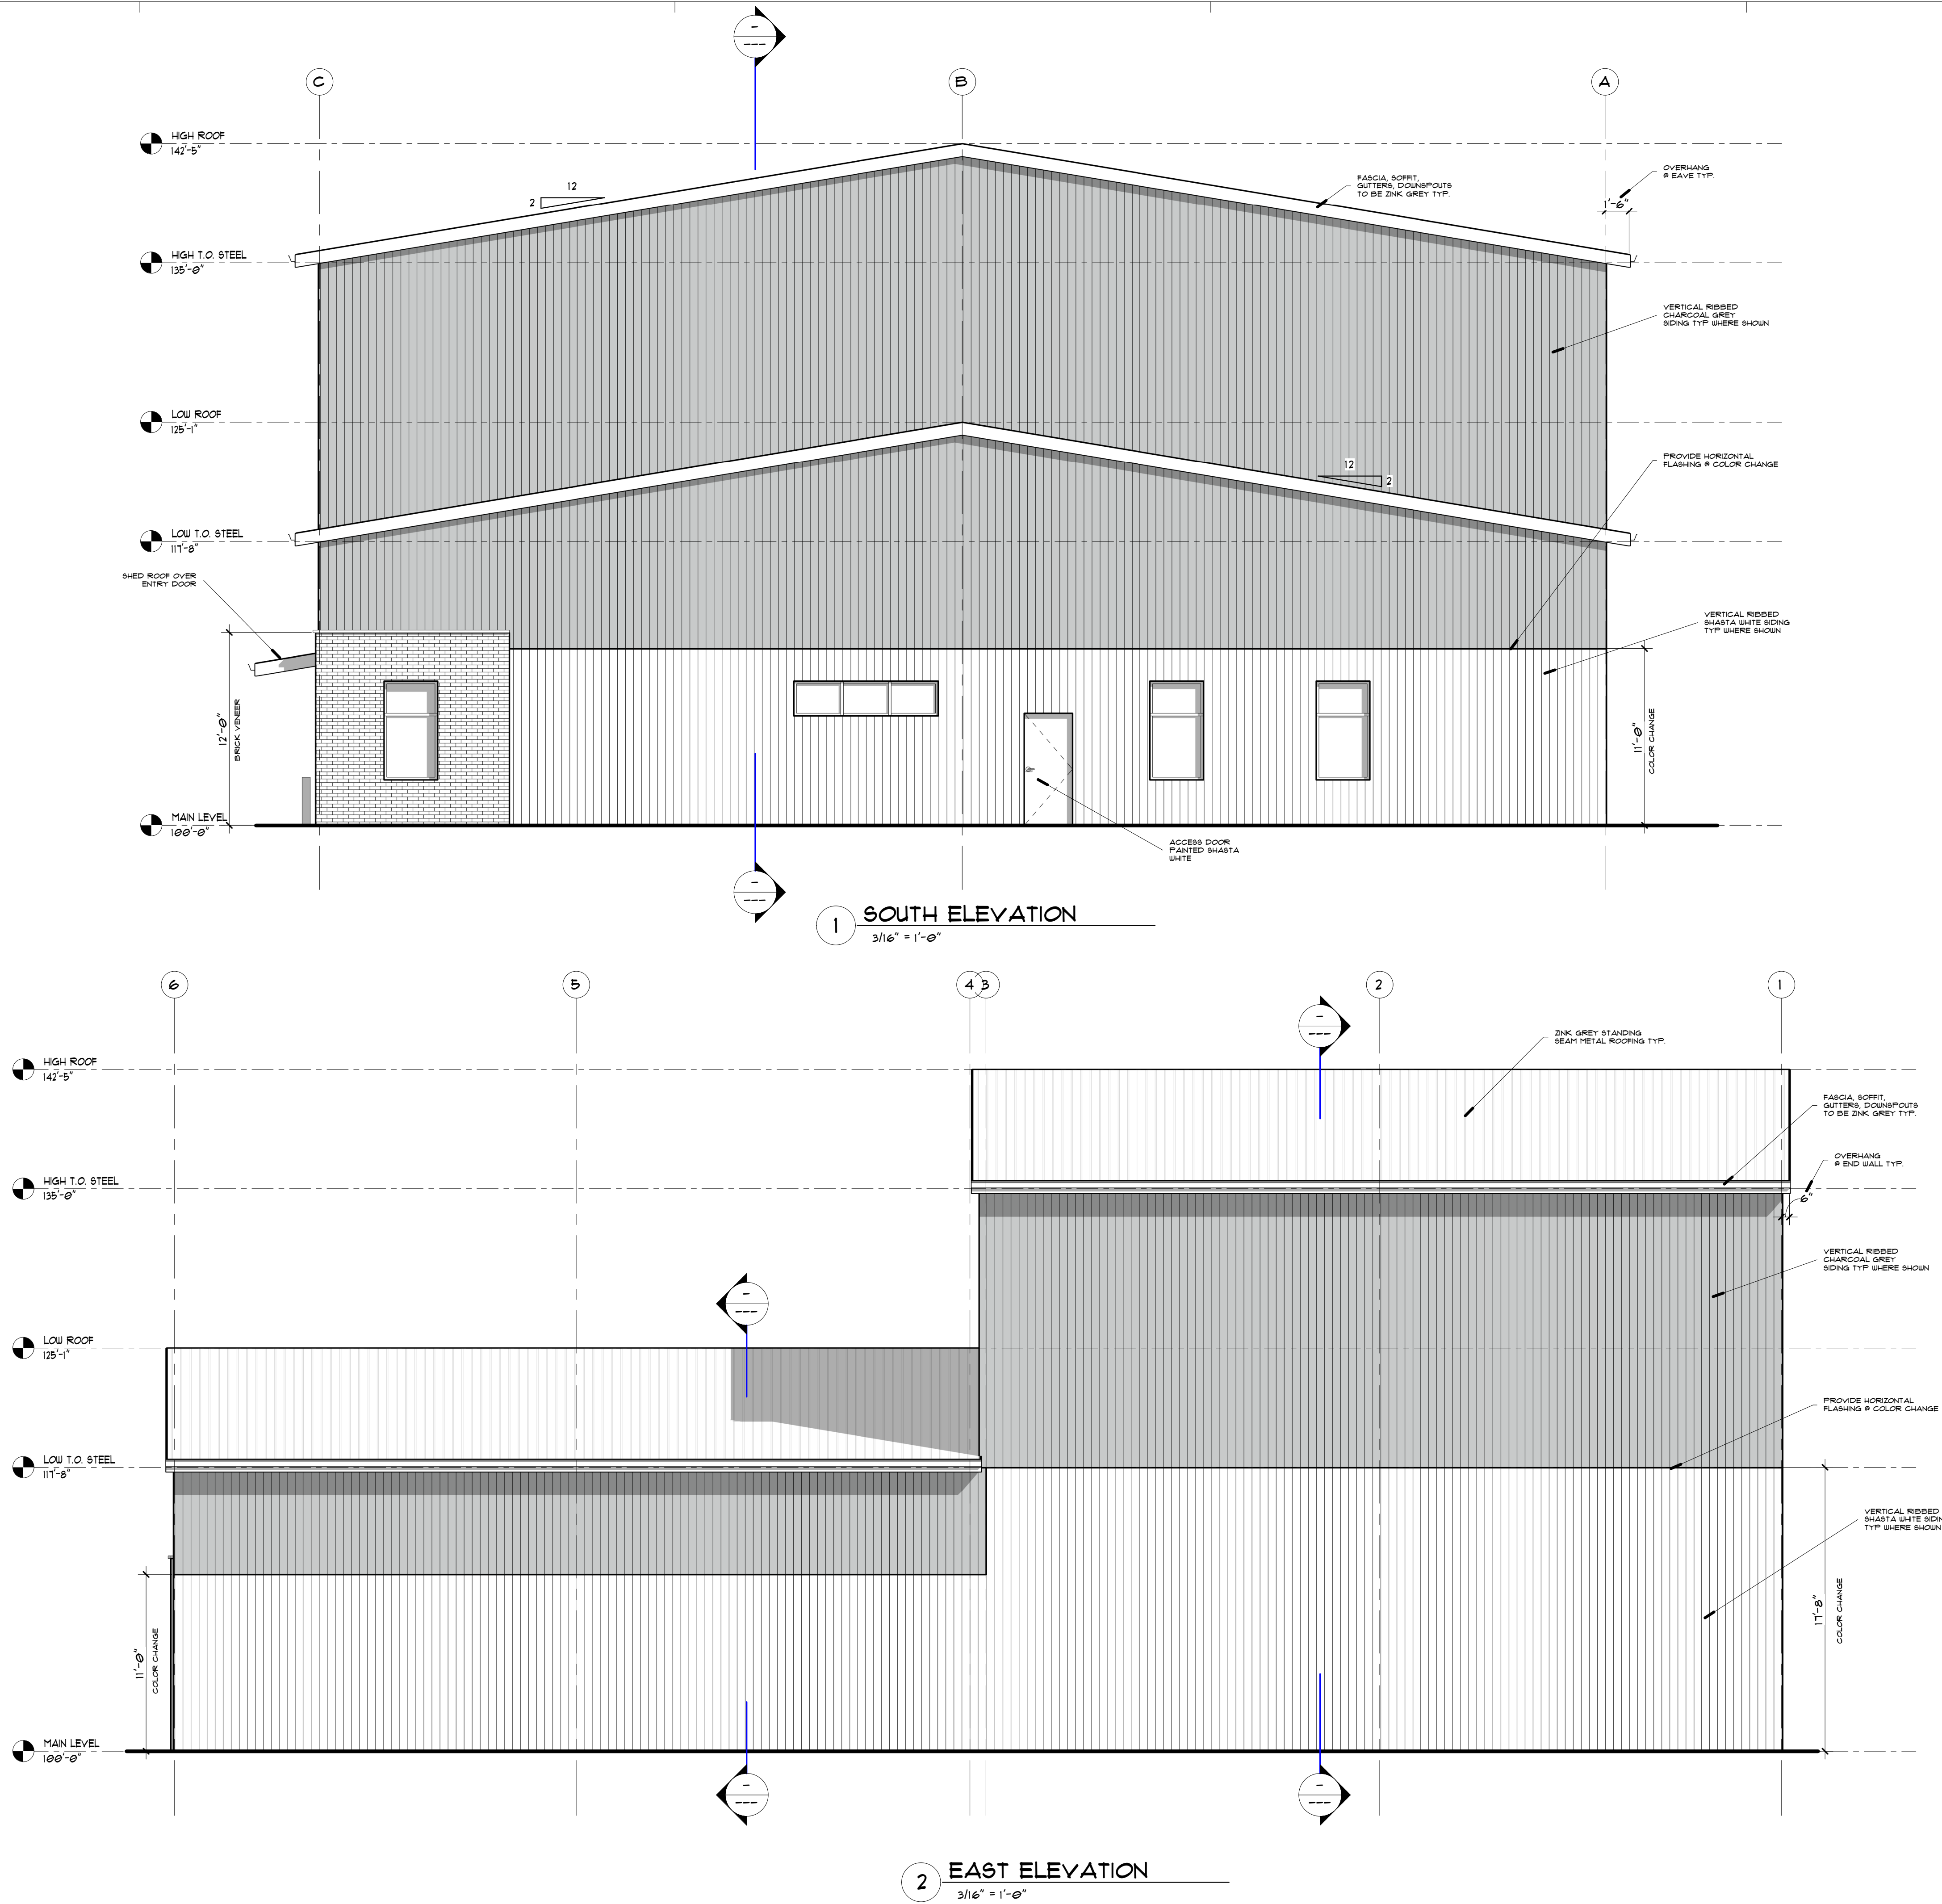 -
---
C
B
A
HIGH ROOF
142'-5"
12
2
FASCIA, SOFFIT,
GUTTERS, DOWNSPOUTS
TO BE ZINK GREY TYP.
OVERHANG
@ EAVE TYP.
1'-6"
HIGH T.O. STEEL
135'-0"
VERTICAL RIBBED
CHARCOAL GREY
SIDING TYP WHERE SHOWN
LOW ROOF
125'-1"
12
2
PROVIDE HORIZONTAL
FLASHING @ COLOR CHANGE
LOW T.O. STEEL
117'-8"
SHED ROOF OVER
ENTRY DOOR
VERTICAL RIBBED
SHASTA WHITE SIDING
TYP WHERE SHOWN
12'-0"
BRICK VENEER
11'-0"
COLOR CHANGE
MAIN LEVEL
100'-0"
ACCESS DOOR
PAINTED SHASTA
WHITE
-
---
1
SOUTH ELEVATION
3/16" = 1'-0"
6
5
4
3
2
1
-
---
ZINK GREY STANDING
SEAM METAL ROOFING TYP.
HIGH ROOF
142'-5"
FASCIA, SOFFIT,
GUTTERS, DOWNSPOUTS
TO BE ZINK GREY TYP.
OVERHANG
@ END WALL TYP.
HIGH T.O. STEEL
135'-0"
6"
VERTICAL RIBBED
CHARCOAL GREY
SIDING TYP WHERE SHOWN
-
---
LOW ROOF
125'-1"
PROVIDE HORIZONTAL
FLASHING @ COLOR CHANGE
LOW T.O. STEEL
117'-8"
VERTICAL RIBBED
SHASTA WHITE SIDIN
TYP WHERE SHOWN
11'-0"
COLOR CHANGE
17'-8"
COLOR CHANGE
MAIN LEVEL
100'-0"
-
---
-
---
2
EAST ELEVATION
3/16" = 1'-0"